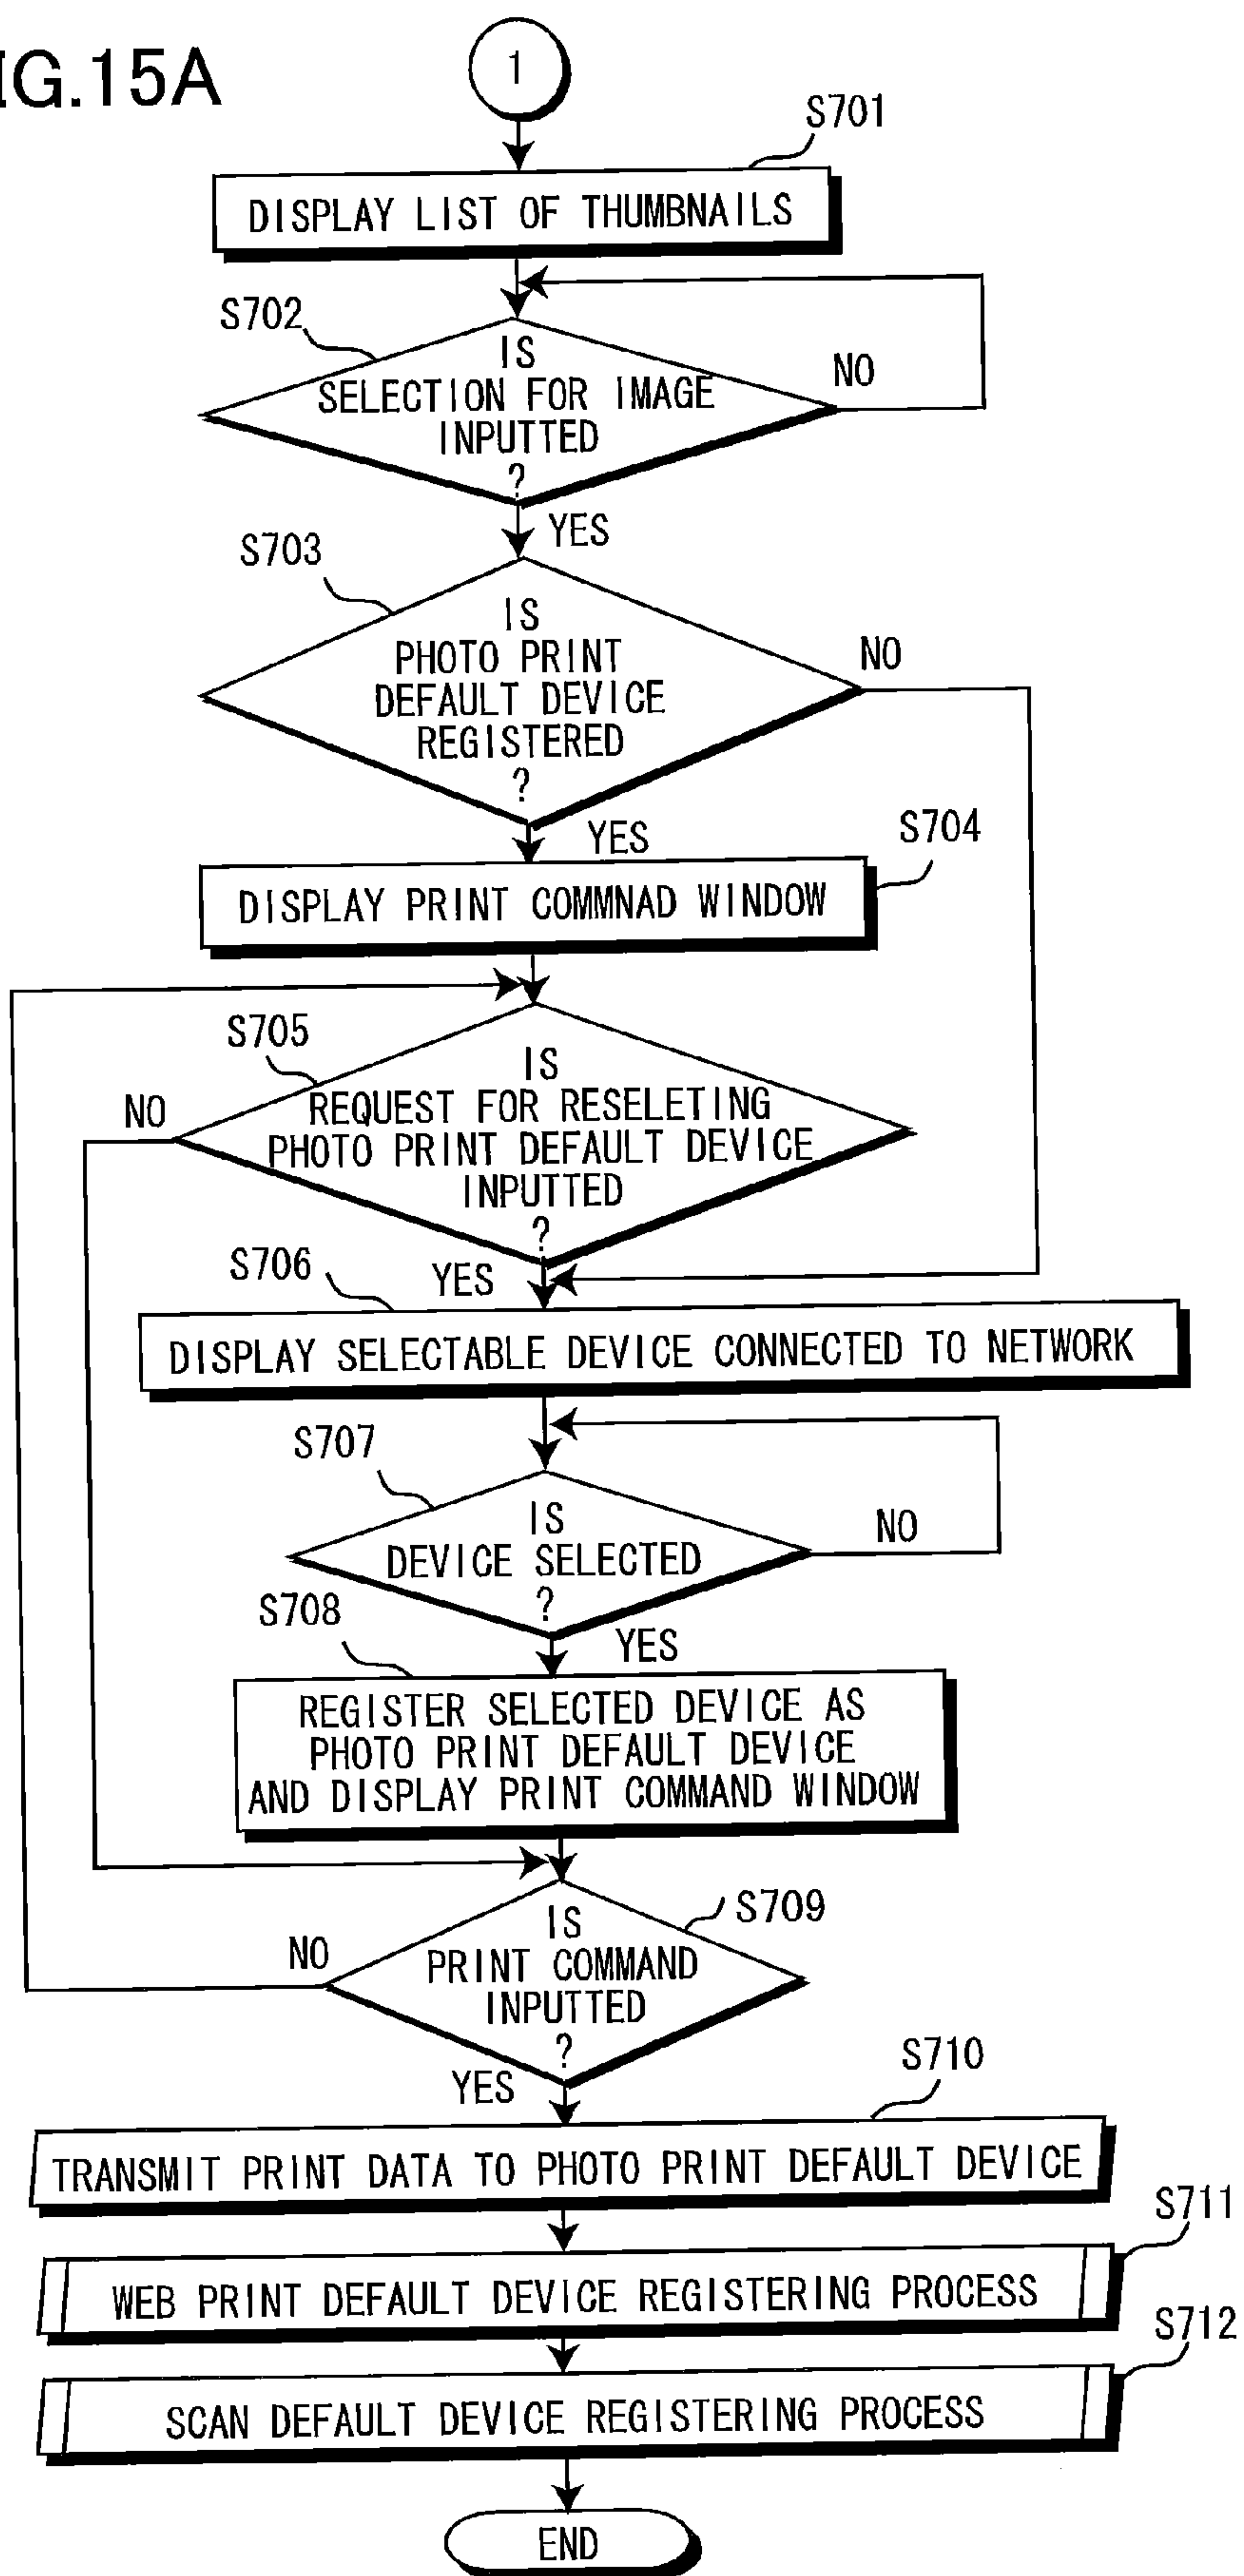 IG.15A
1
S701
DISPLAY LIST OF THUMBNAILS
S702
IS
SELECTION FOR IMAGE
INPUTTED
?
NO
YES
S703
IS
PHOTO PRINT
DEFAULT DEVICE
REGISTERED
?
NO
YES
S704
DISPLAY PRINT COMMNAD WINDOW
S705
IS
REQUEST FOR RESELETING
PHOTO PRINT DEFAULT DEVICE
INPUTTED
?
NO
YES
S706
DISPLAY SELECTABLE DEVICE CONNECTED TO NETWORK
S707
IS
DEVICE SELECTED
?
NO
YES
S708
REGISTER SELECTED DEVICE AS
PHOTO PRINT DEFAULT DEVICE
AND DISPLAY PRINT COMMAND WINDOW
S709
IS
PRINT COMMAND
INPUTTED
?
NO
YES
S710
TRANSMIT PRINT DATA TO PHOTO PRINT DEFAULT DEVICE
S711
WEB PRINT DEFAULT DEVICE REGISTERING PROCESS
S712
SCAN DEFAULT DEVICE REGISTERING PROCESS
END